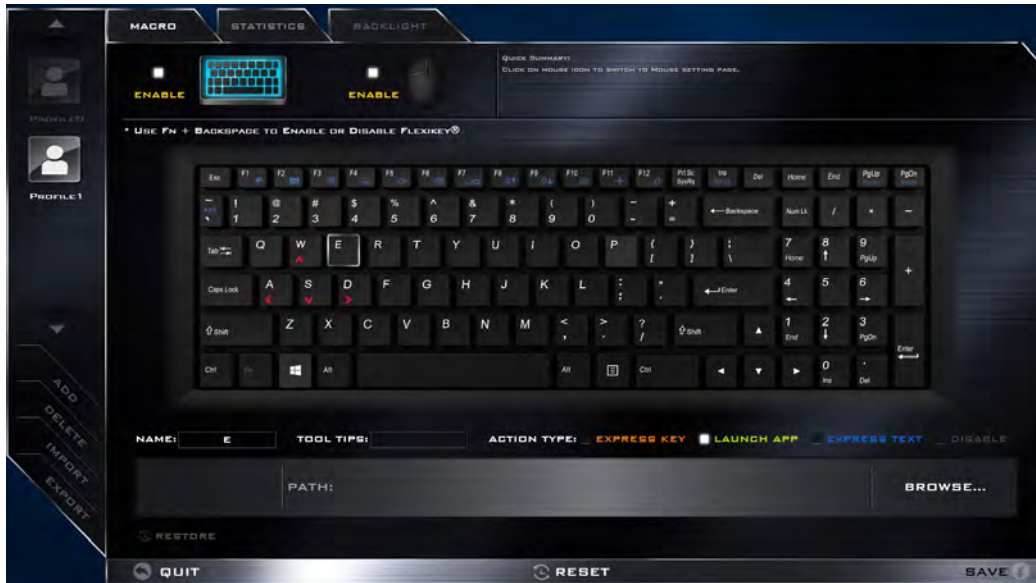 MACRO STATISTICS BACKLIGHT
QUICK SUMMARY:
CLICK ON MOUSE ICON TO SWITCH TO MOUSE SETTING PAGE.
ENABLE ENABLE
PROFILE1
* USE FN + BACKSPACE TO ENABLE OR DISABLE FLEXIKEY®
Esc F1 F2 F3 F4 F5 F6 F7 F8 F9 F10 F11 F12 Prt Sc SysRq Ins Del Home End PgUp PgDn
~ ` ! 1 @ 2 # 3 $ 4 % 5 ^ 6 & 7 * 8 ( 9 ) 0 - + = Backspace Num Lk / * -
Tab Q W E R T Y U I O P { [ } ] | \ 7 Home 8 9 PgUp +
Caps Lock A S D F G H J K L : ; " ' Enter 4 5 6
Shift Z X C V B N M < , > . ? / Shift 1 End 2 3 PgDn Enter
Ctrl Fn Alt Alt Ctrl 0 Ins . Del
NAME: E TOOL TIPS: ACTION TYPE: EXPRESS KEY LAUNCH APP EXPRESS TEXT DISABLE
PATH: BROWSE...
ADD
DELETE
IMPORT
EXPORT
RESTORE
QUIT RESET SAVE